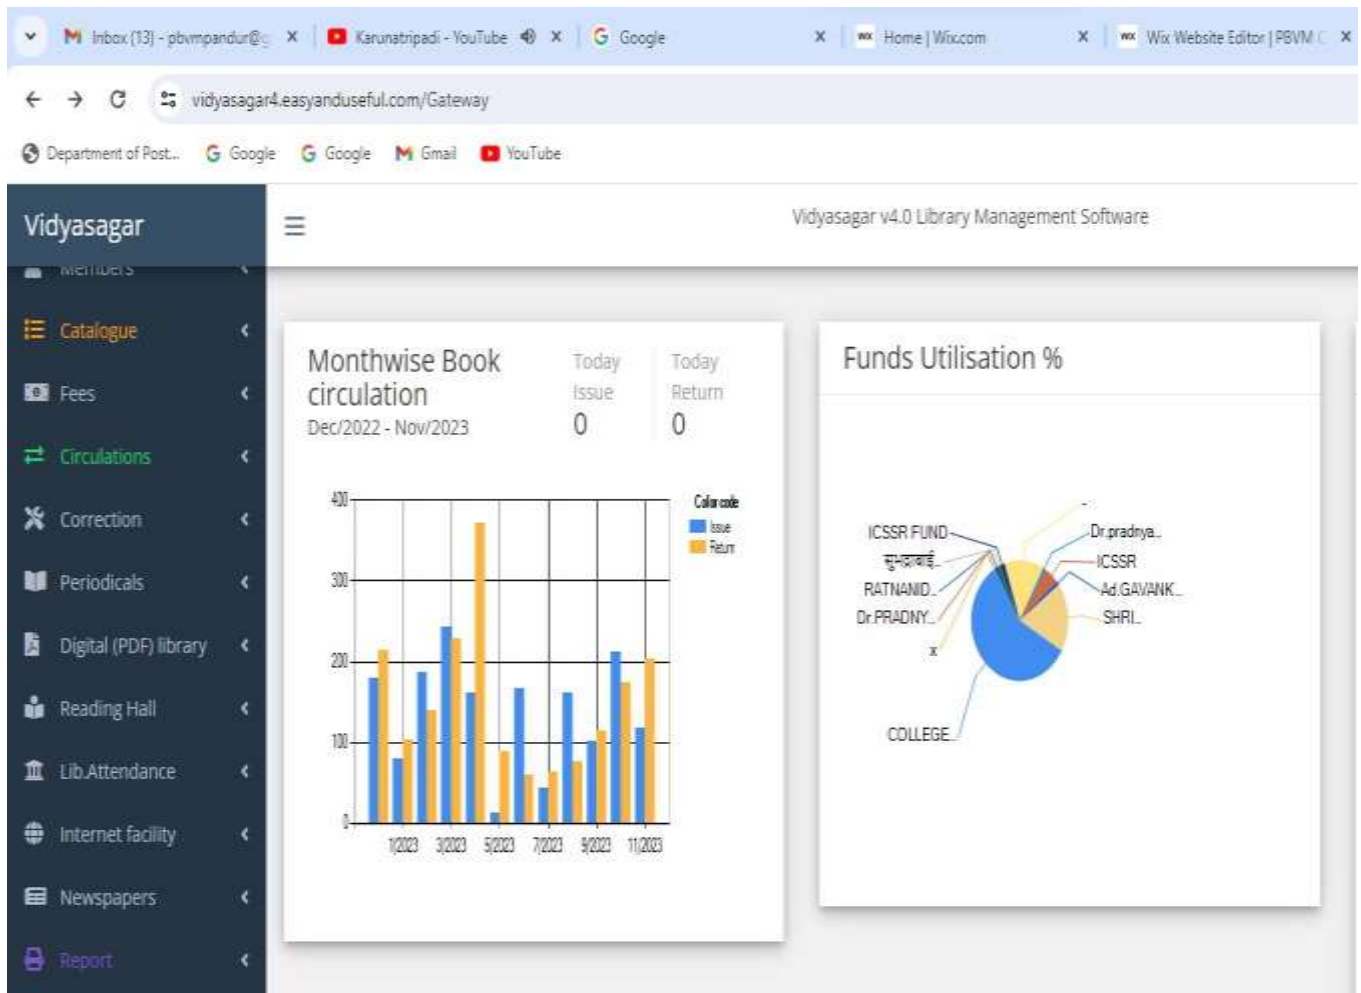 Inbox (13) - pbvmpandur@g
Karunatripadi - YouTube
Google
Home | Wix.com
Wix Website Editor | PBVM C
vidyasagar4.easyanduseful.com/Gateway
Department of Post...
Google
Google
Gmail
YouTube
Vidyasagar
Vidyasagar v4.0 Library Management Software
Members
Catalogue
Fees
Circulations
Correction
Periodicals
Digital (PDF) library
Reading Hall
Lib.Attendance
Internet facility
Newspapers
Report
Monthwise Book
circulation
Dec/2022 - Nov/2023
Today
Issue
0
Today
Return
0
400
300
200
100
0
1/2023 3/2023 5/2023 7/2023 9/2023 11/2023
Color code
Issue
Return
Funds Utilisation %
-
ICSSR FUND
सुभद्राबाई...
RATNANID...
Dr.PRADNY...
x
COLLEGE...
Dr.pradnya...
ICSSR
Ad.GAVANK...
SHRI...